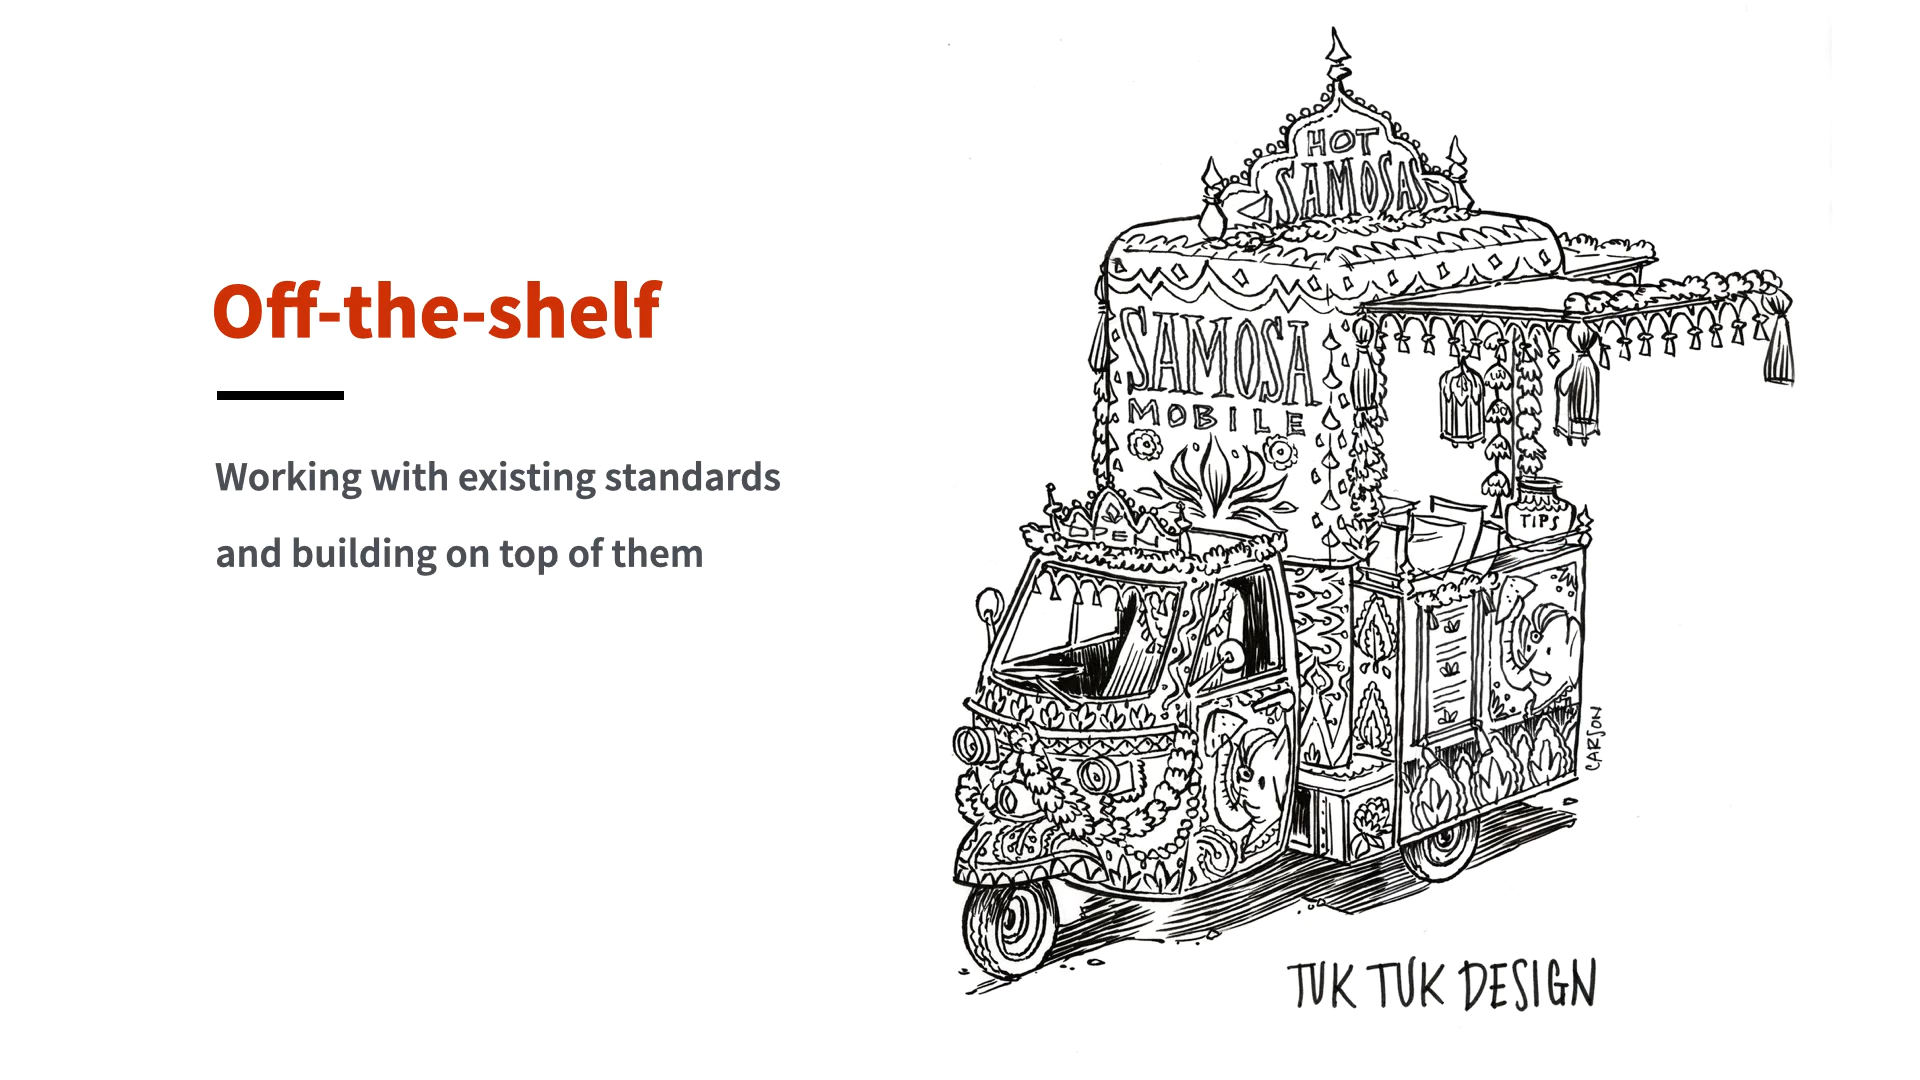 Off-the-shelf
Working with existing standards
and building on top of them
HOT
SAMOSAS
SAMOSA
MOBILE
OPEN
TIPS
CARSON
TUK TUK DESIGN